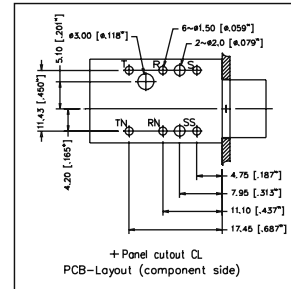 ø3,00 [ø,118"]
6-ø1,50 [ø,059"]
2-ø2,0 [ø,079"]
5,10 [,201"]
T R S
11,43 [,450"]
4,20 [,165"]
TN RN SS
4,75 [,187"]
7,95 [,313"]
11,10 [,437"]
17,45 [,687"]
+ Panel cutout CL
PCB-Layout (component side)